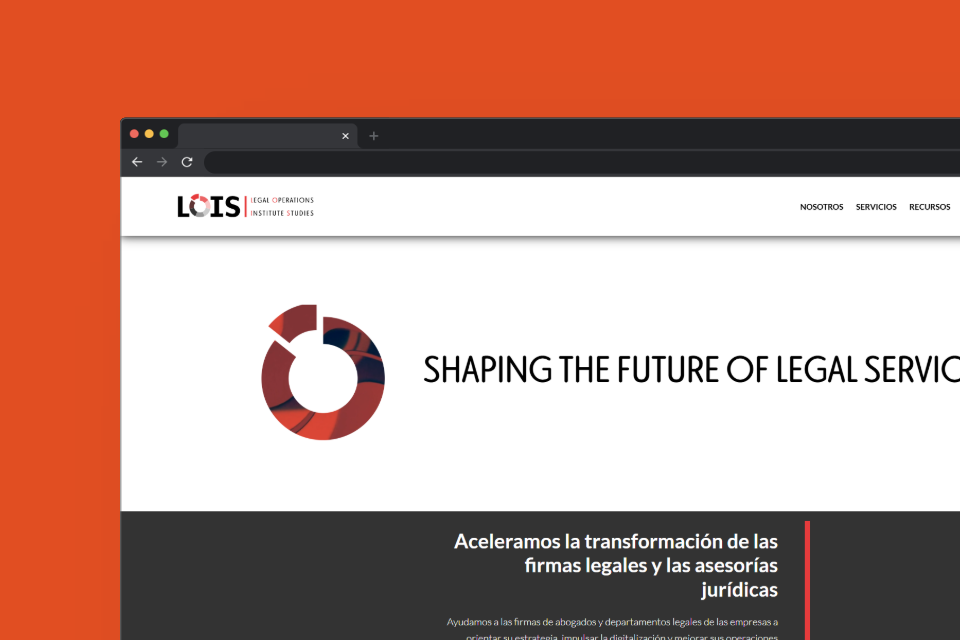 LOIS LEGAL OPERATIONS
INSTITUTE STUDIES
NOSOTROS SERVICIOS RECURSOS
SHAPING THE FUTURE OF LEGAL SERVIC
Aceleramos la transformación de las
firmas legales y las asesorías
jurídicas
Ayudamos a las firmas de abogados y departamentos legales de las empresas a
orientar su estrategia, impulsar la digitalización y mejorar sus operaciones